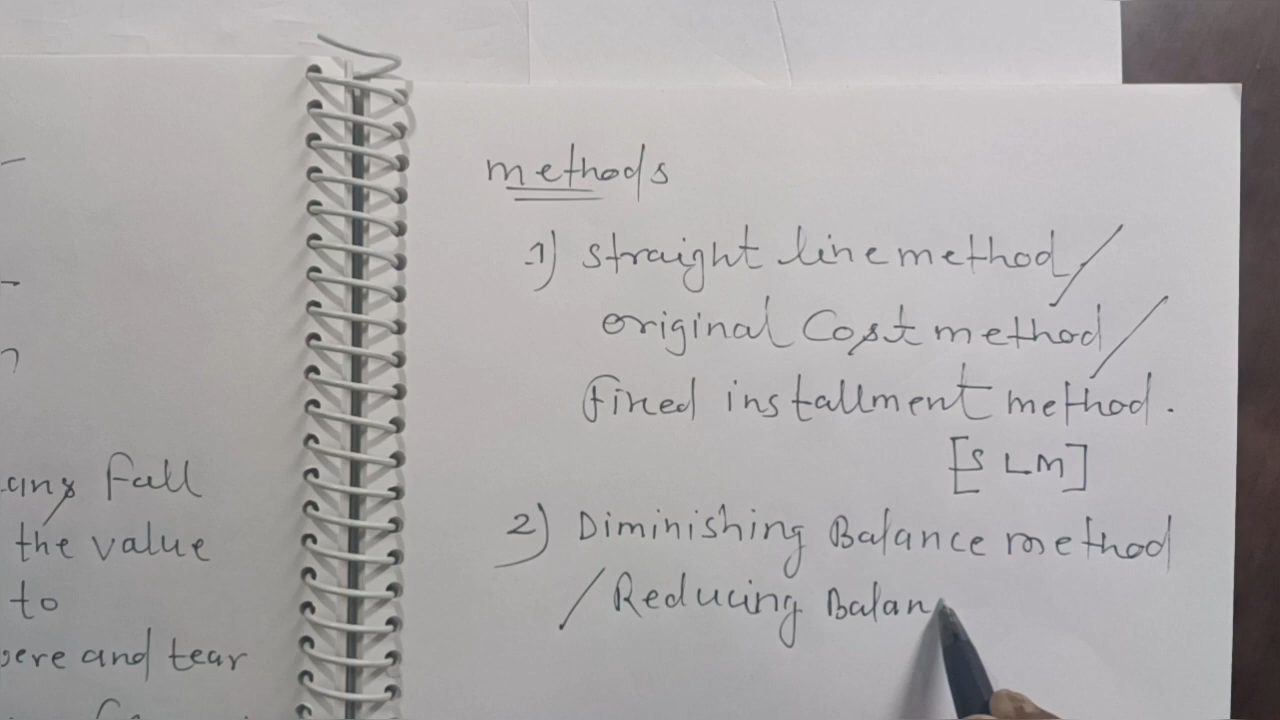 fall
the value
to
and tear
methods
1) straight line method/
original Cost method/
fixed installment method.
[SLM]
2) Diminishing Balance method
/Reducing Balan